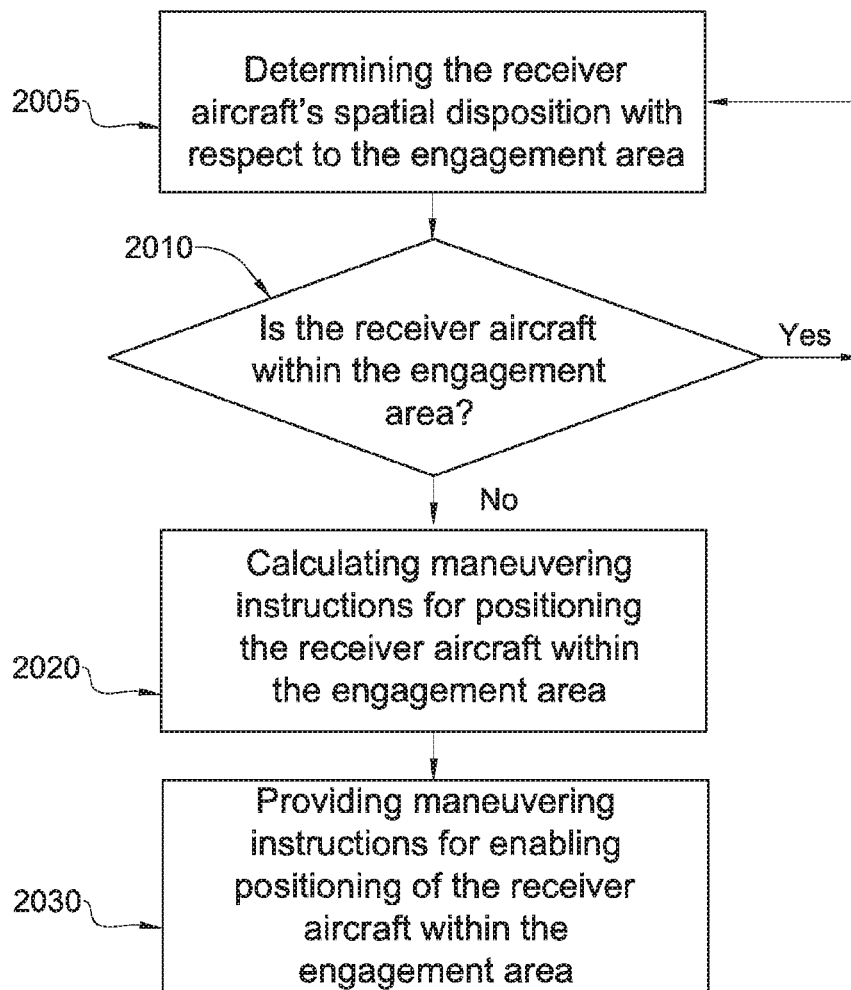 Determining the receiver
2005
aircraft's spatial disposition with
respect to the engagement area
2010
Is the receiver aircraft
Yes
within the engagement
area?
No
Calculating maneuvering
instructions for positioning
the receiver aircraft within
2020
the engagement area
Providing maneuvering
instructions for enabling
positioning of the receiver
2030
aircraft within the
engagement area